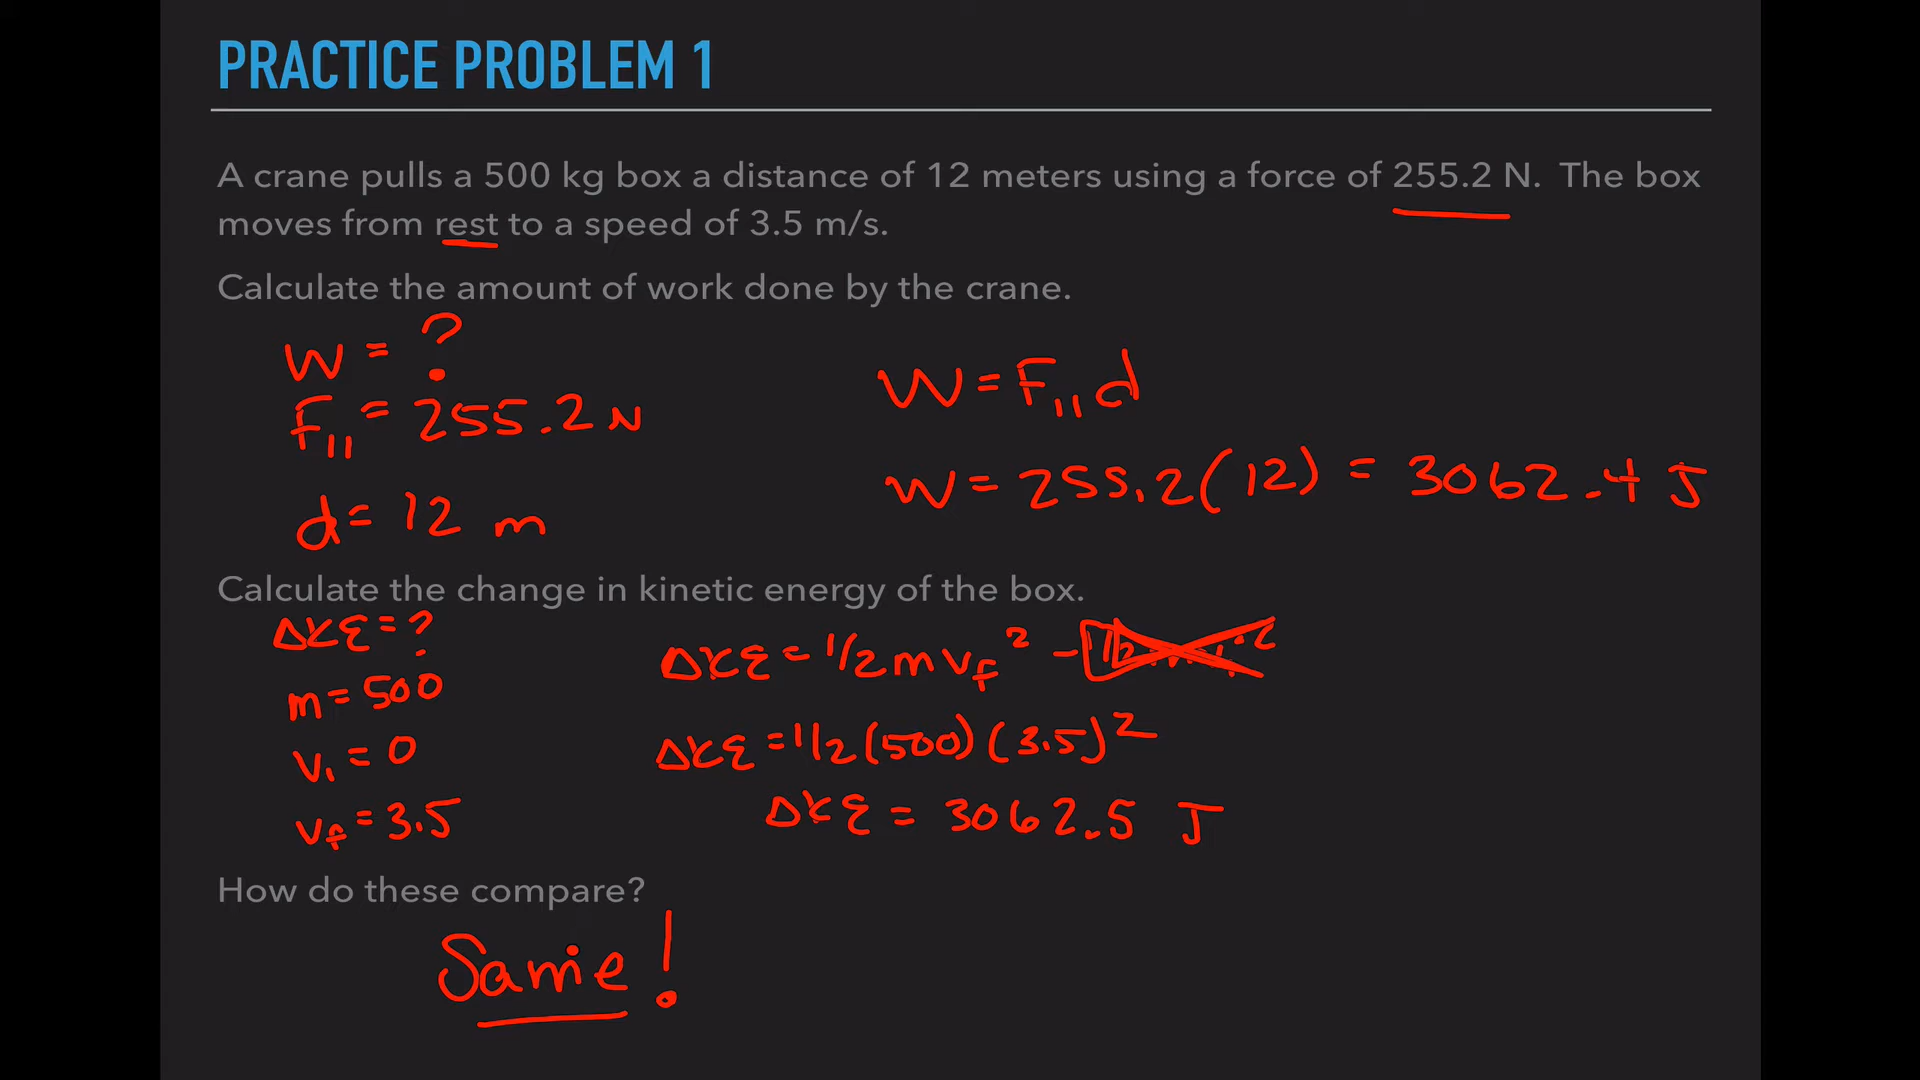 PRACTICE PROBLEM 1
A crane pulls a 500 kg box a distance of 12 meters using a force of 255.2 N. The box
moves from rest to a speed of 3.5 m/s.
Calculate the amount of work done by the crane.
W = ?
F₁₁ = 255.2 N
d = 12 m
W = F₁₁d
W = 255.2(12) = 3062.4 J
Calculate the change in kinetic energy of the box.
ΔKE = ?
m = 500
v₁ = 0
v_f = 3.5
ΔKE = 1/2 m v_f² -
ΔKE = 1/2 (500) (3.5)²
ΔKE = 3062.5 J
How do these compare?
Same!